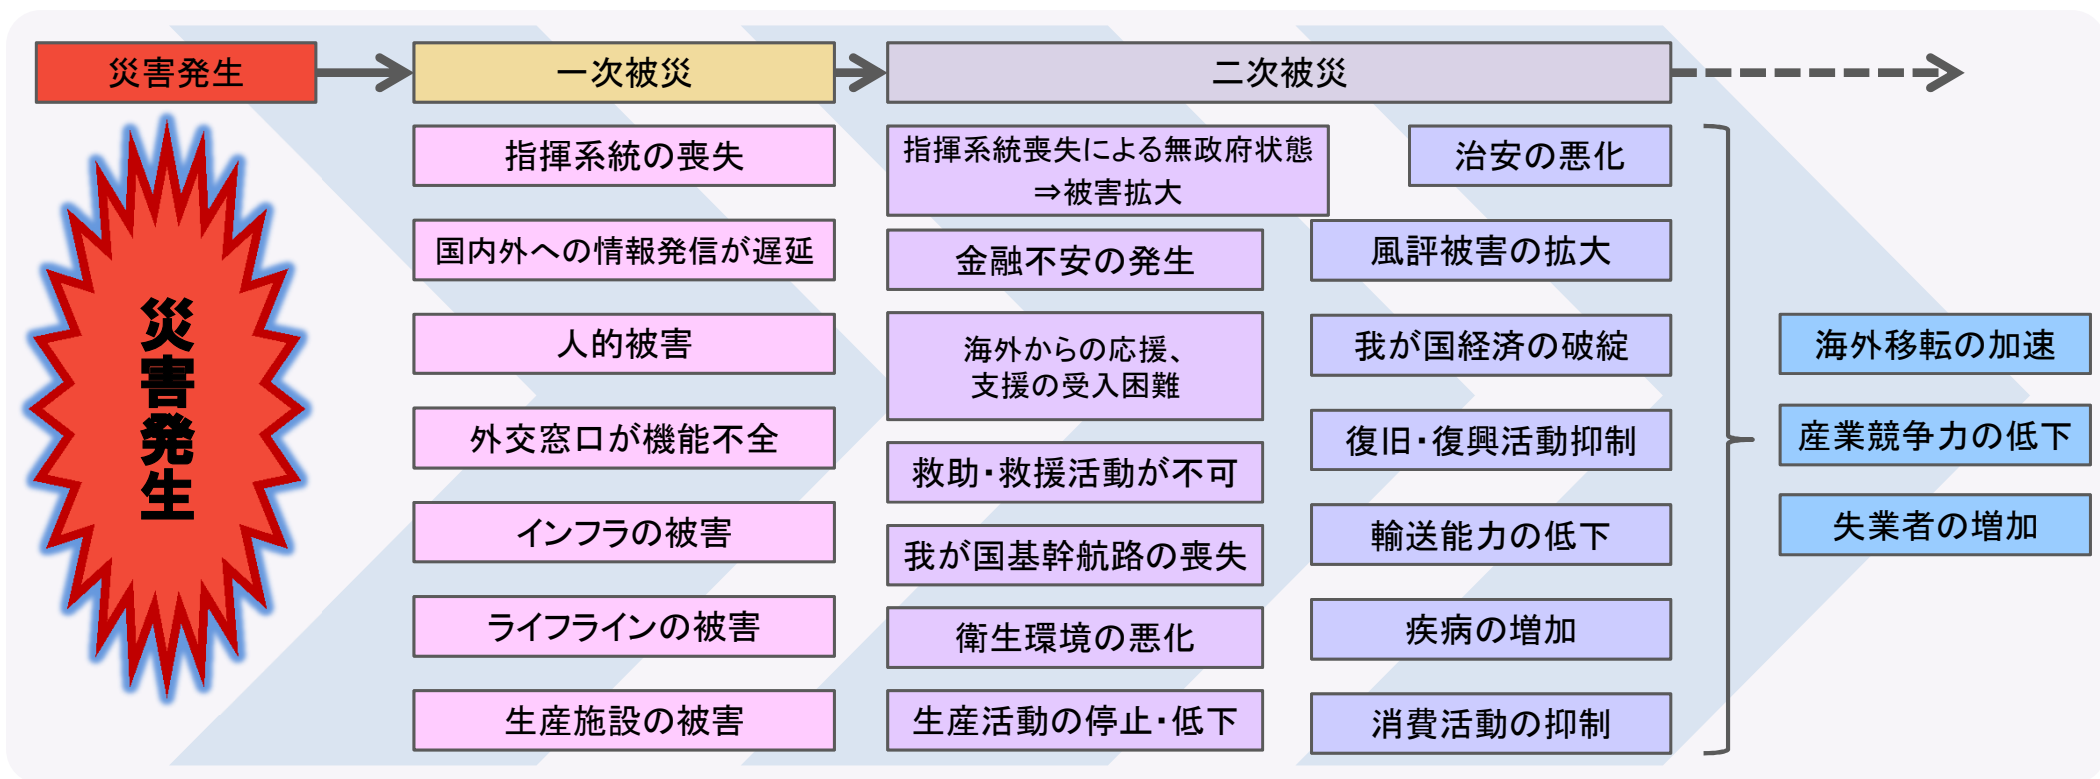 災害発生
一次被災
二次被災
災害発生
指揮系統の喪失
国内外への情報発信が遅延
人的被害
外交窓口が機能不全
インフラの被害
ライフラインの被害
生産施設の被害
指揮系統喪失による無政府状態
⇒被害拡大
金融不安の発生
海外からの応援、
支援の受入困難
救助・救援活動が不可
我が国基幹航路の喪失
衛生環境の悪化
生産活動の停止・低下
治安の悪化
風評被害の拡大
我が国経済の破綻
復旧・復興活動抑制
輸送能力の低下
疾病の増加
消費活動の抑制
海外移転の加速
産業競争力の低下
失業者の増加